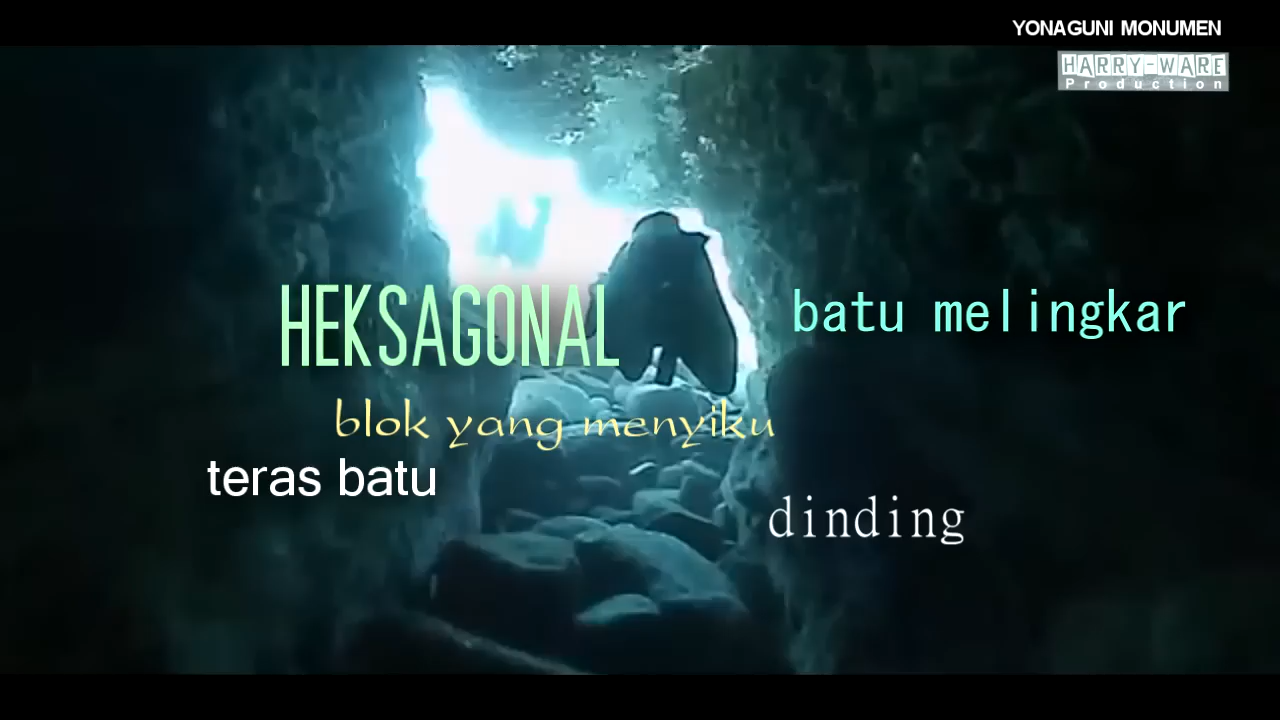 YONAGUNI MONUMEN
HARRY-WARE
Production
HEKSAGONAL
batu melingkar
blok yang menyiku
teras batu
dinding